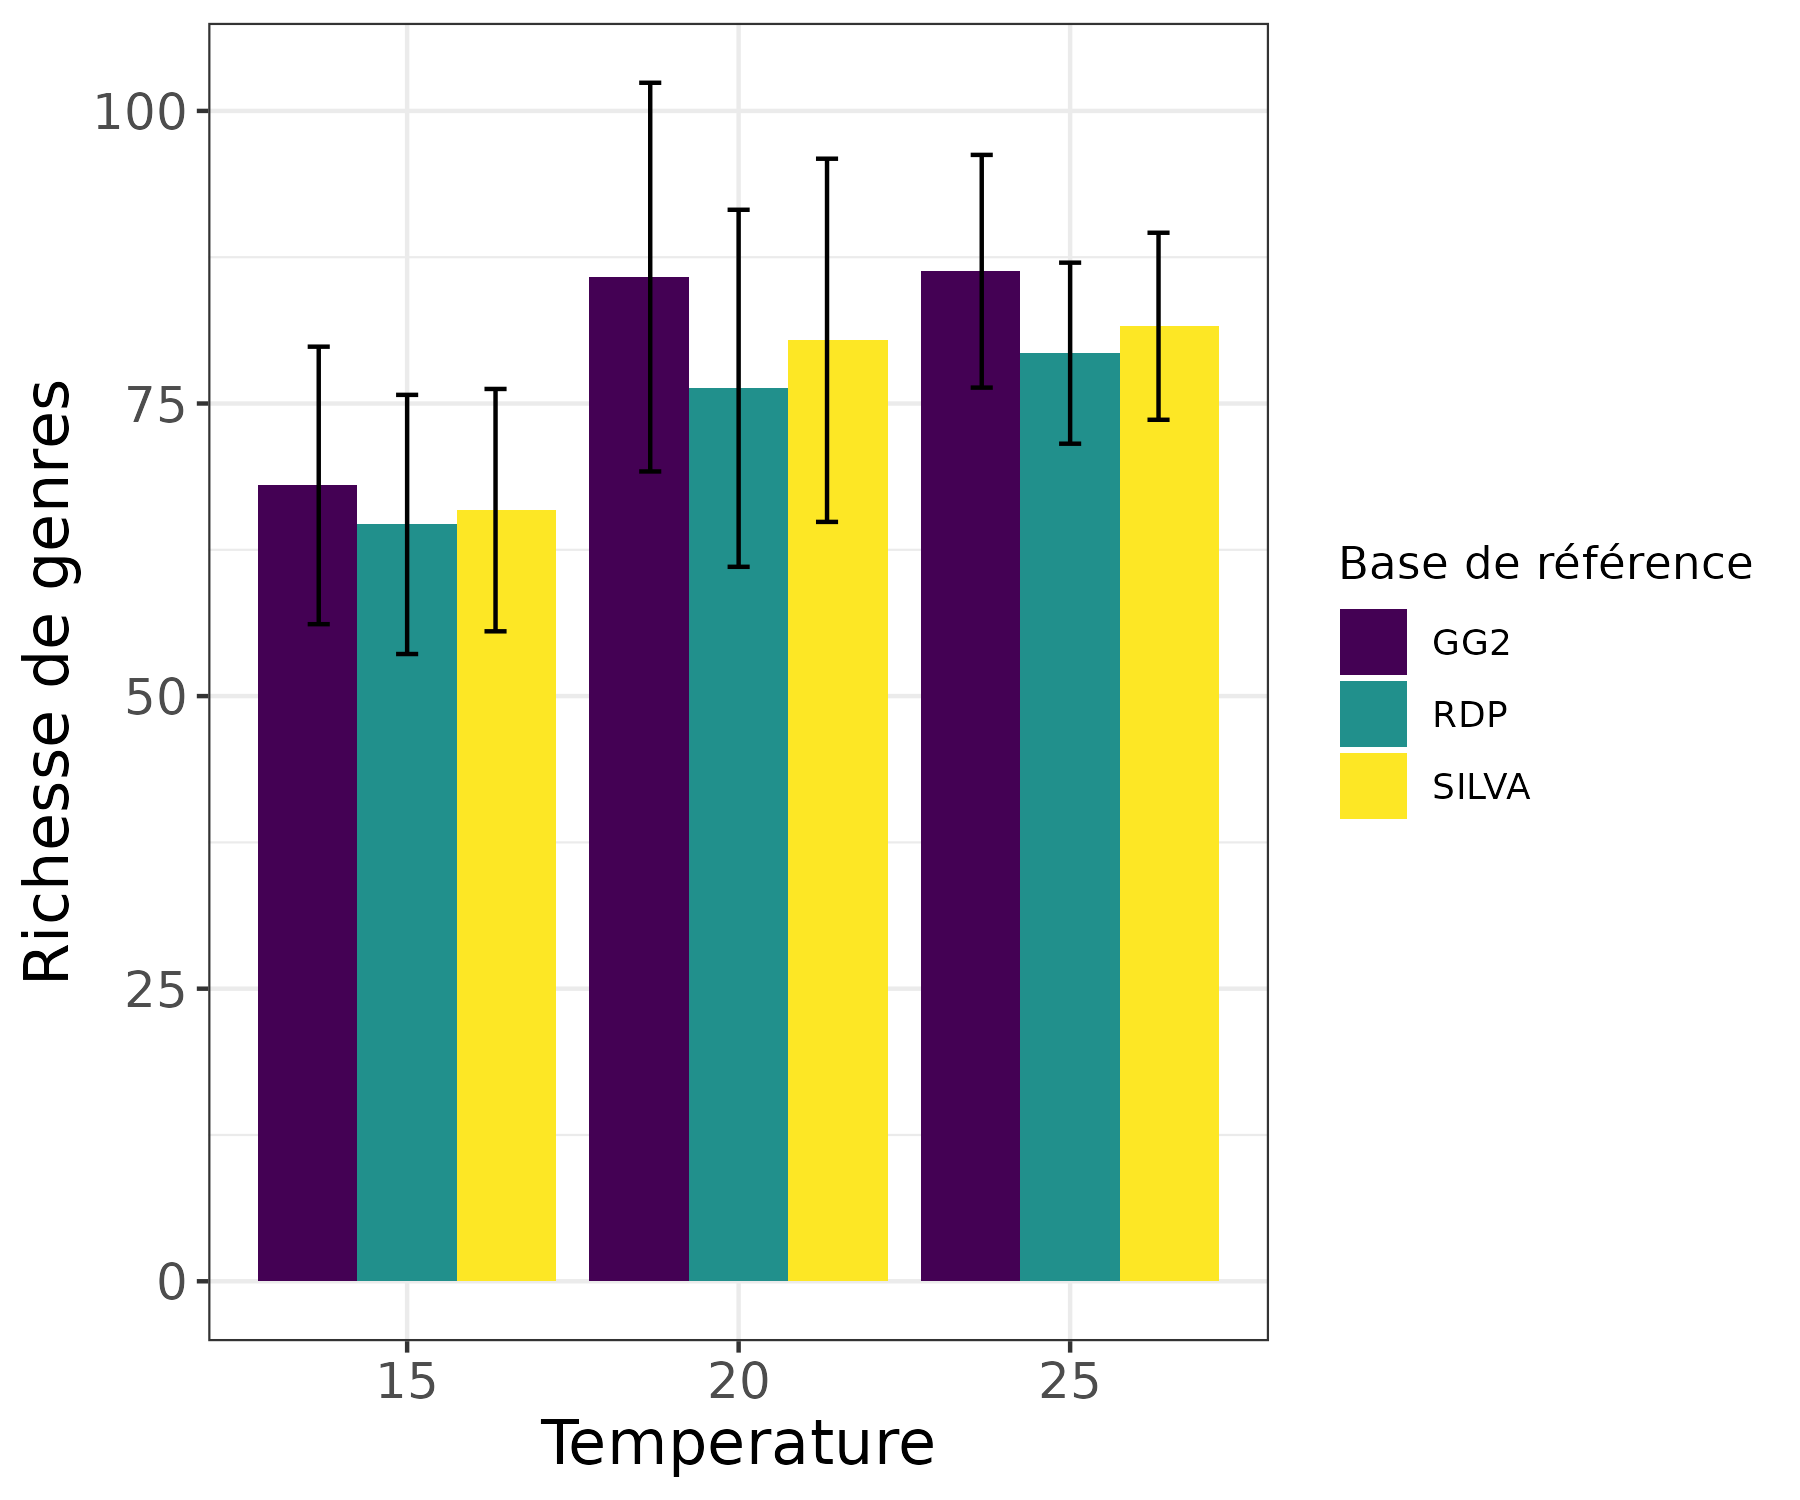 Richesse de genres
100
75
50
25
0
15 20 25
Temperature
Base de référence
GG2
RDP
SILVA